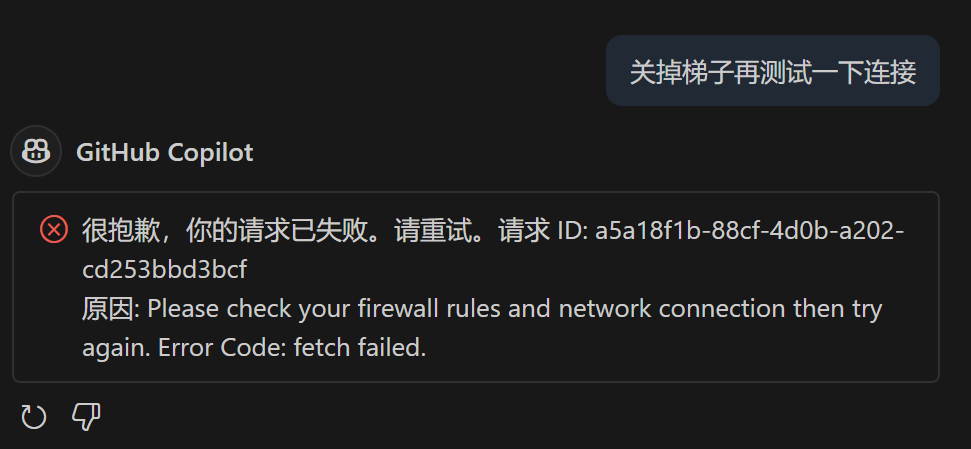 关掉梯子再测试一下连接
GitHub Copilot
很抱歉，你的请求已失败。请重试。请求 ID: a5a18f1b-88cf-4d0b-a202-
cd253bbd3bcf
原因: Please check your firewall rules and network connection then try
again. Error Code: fetch failed.